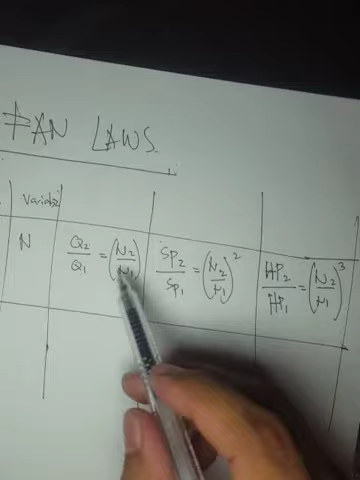 FAN LAWS
Variable
N Q2/Q1 = (N2/N1) SP2/SP1 = (N2/N1)^2 HP2/HP1 = (N2/N1)^3